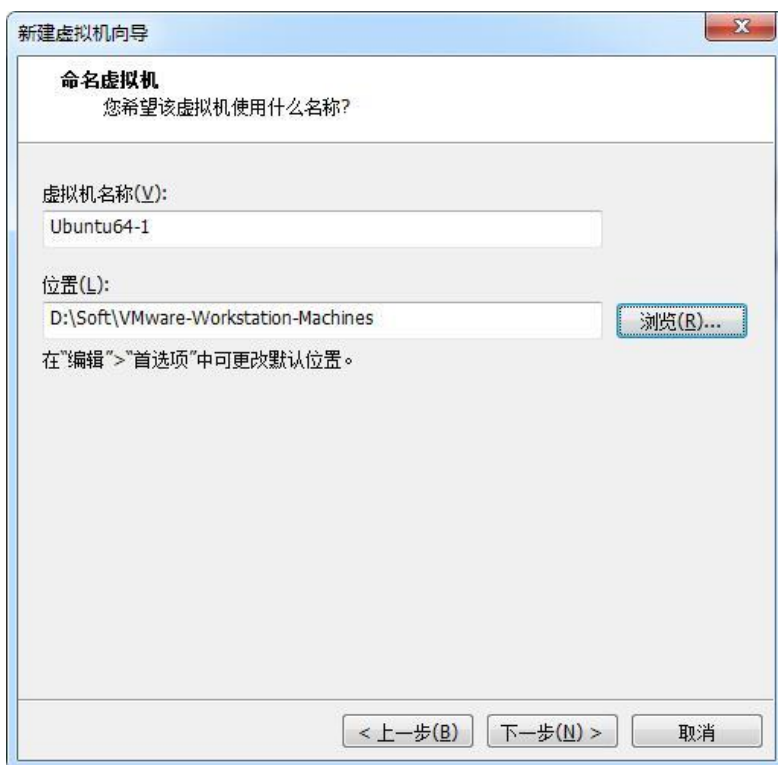 新建虚拟机向导
命名虚拟机
您希望该虚拟机使用什么名称?
虚拟机名称(V):
Ubuntu64-1
位置(L):
D:\Soft\VMware-Workstation-Machines
浏览(R)...
在"编辑">"首选项"中可更改默认位置。
< 上一步(B) 下一步(N) > 取消